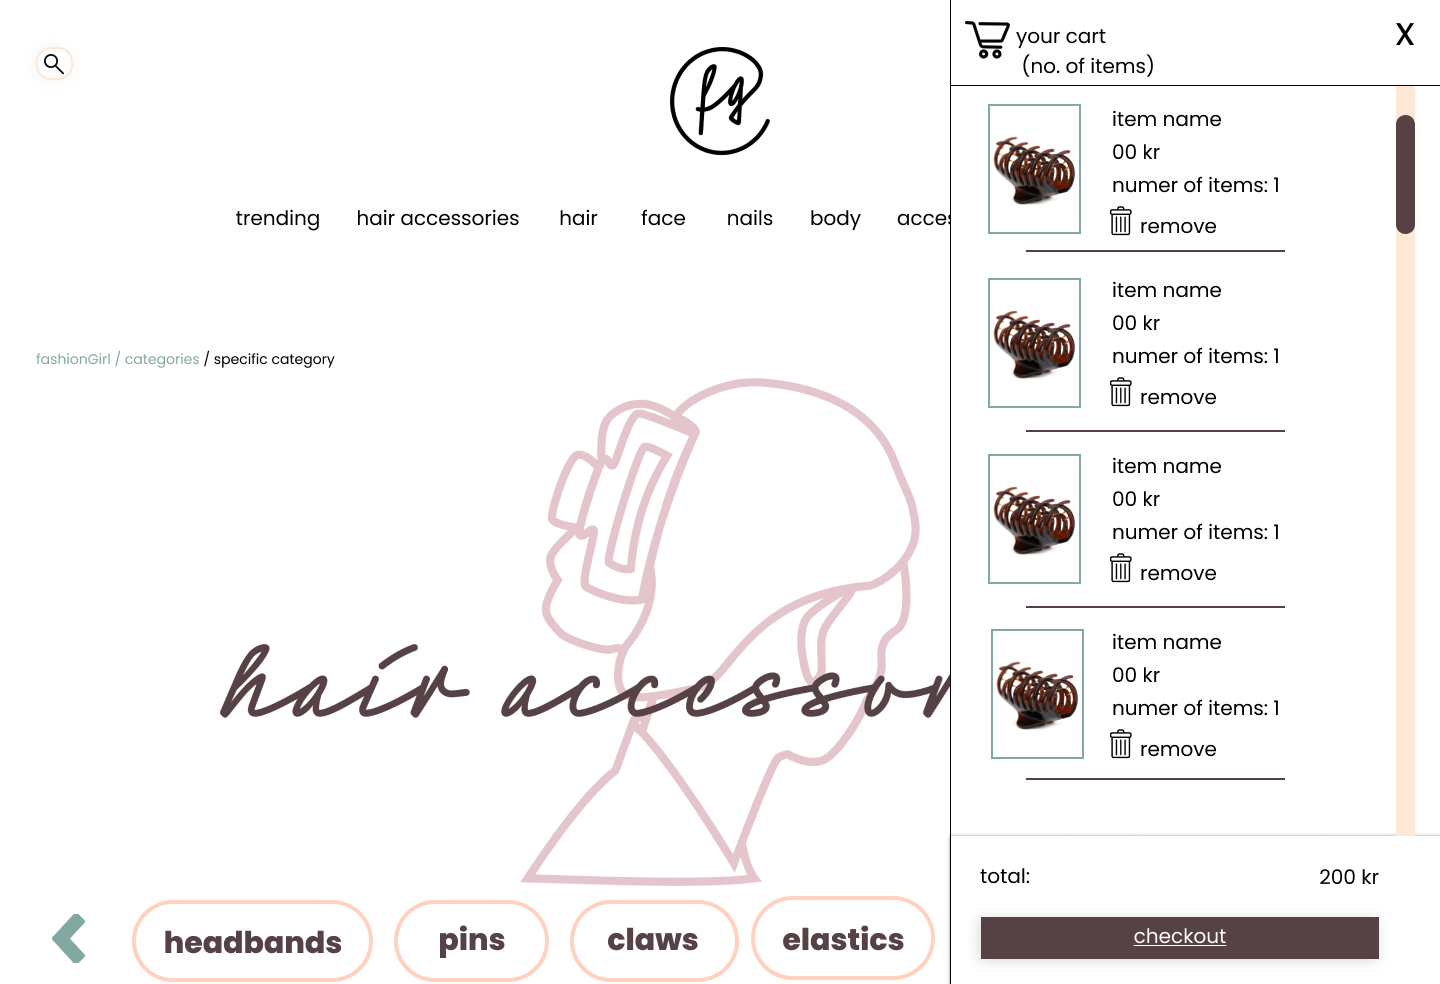 fg
trending hair accessories hair face nails body
fashionGirl / categories / specific category
hair
headbands pins claws elastics
your cart
(no. of items)
X
item name
00 kr
numer of items: 1
remove
item name
00 kr
numer of items: 1
remove
item name
00 kr
numer of items: 1
remove
item name
00 kr
numer of items: 1
remove
total: 200 kr
checkout